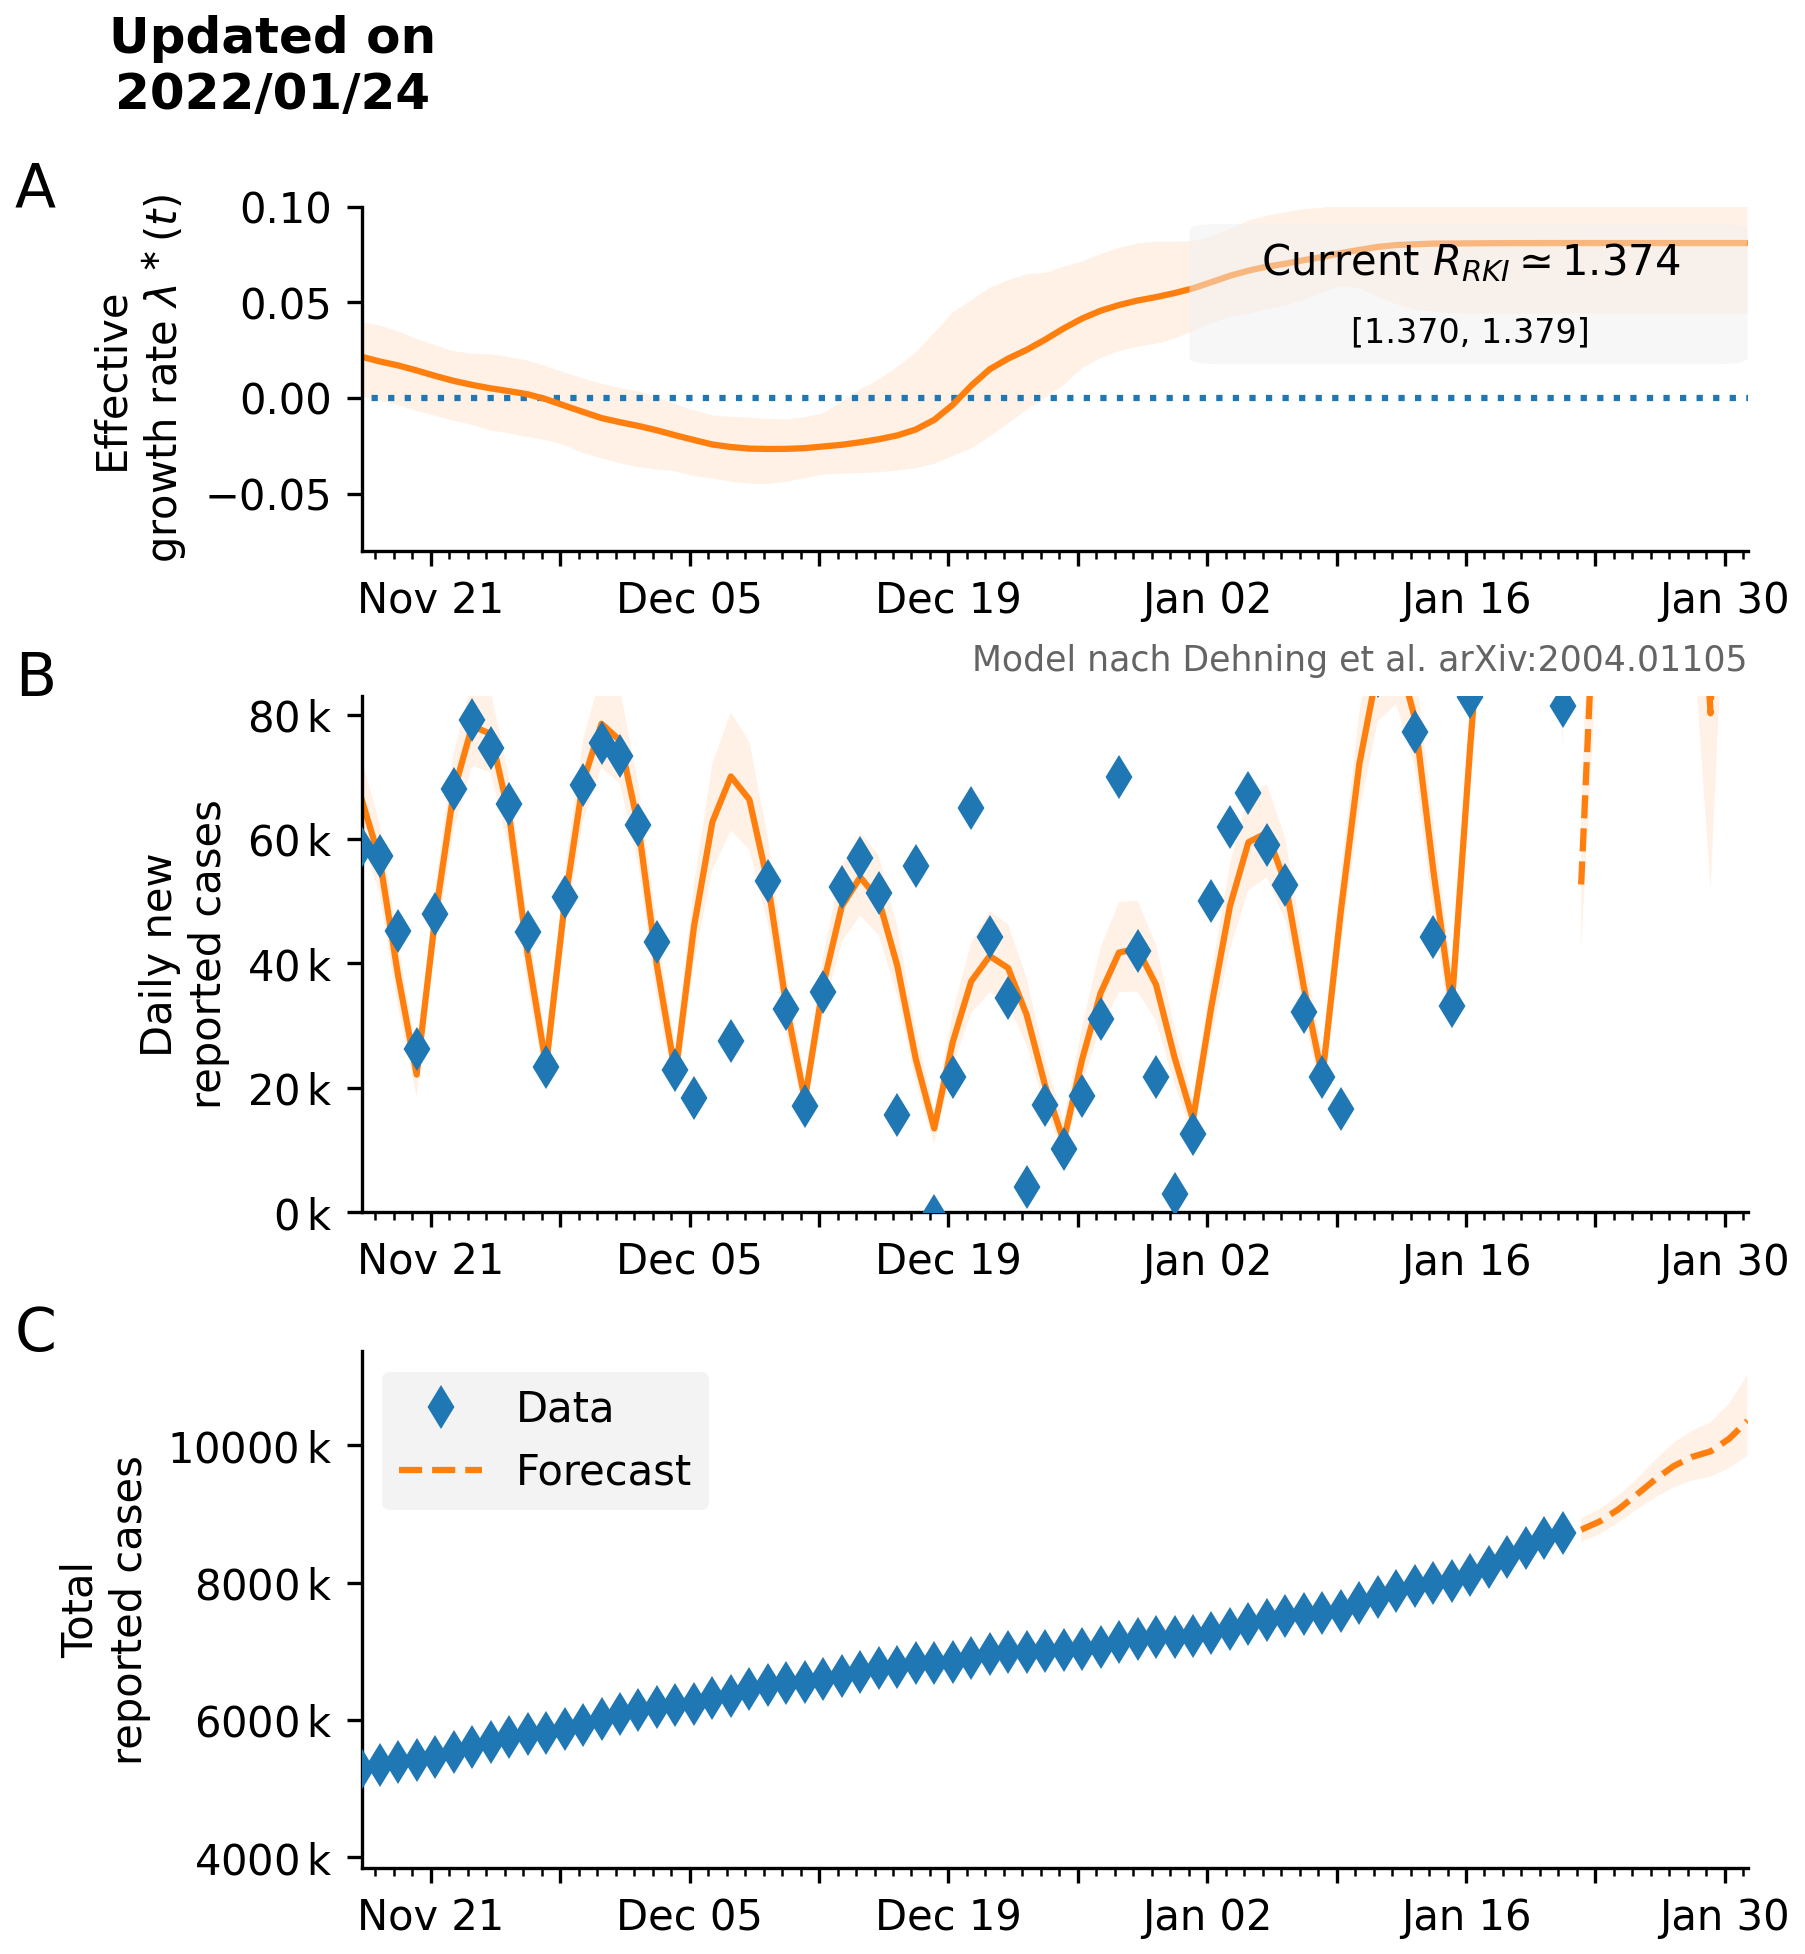 Updated on
2022/01/24
A
Effective
growth rate λ * (t)
0.10
0.05
0.00
−0.05
Current R_RKI ≃ 1.374
[1.370, 1.379]
Nov 21 Dec 05 Dec 19 Jan 02 Jan 16 Jan 30
Model nach Dehning et al. arXiv:2004.01105
B
Daily new
reported cases
80 k
60 k
40 k
20 k
0 k
Nov 21 Dec 05 Dec 19 Jan 02 Jan 16 Jan 30
C
Total
reported cases
10000 k
8000 k
6000 k
4000 k
Data
Forecast
Nov 21 Dec 05 Dec 19 Jan 02 Jan 16 Jan 30